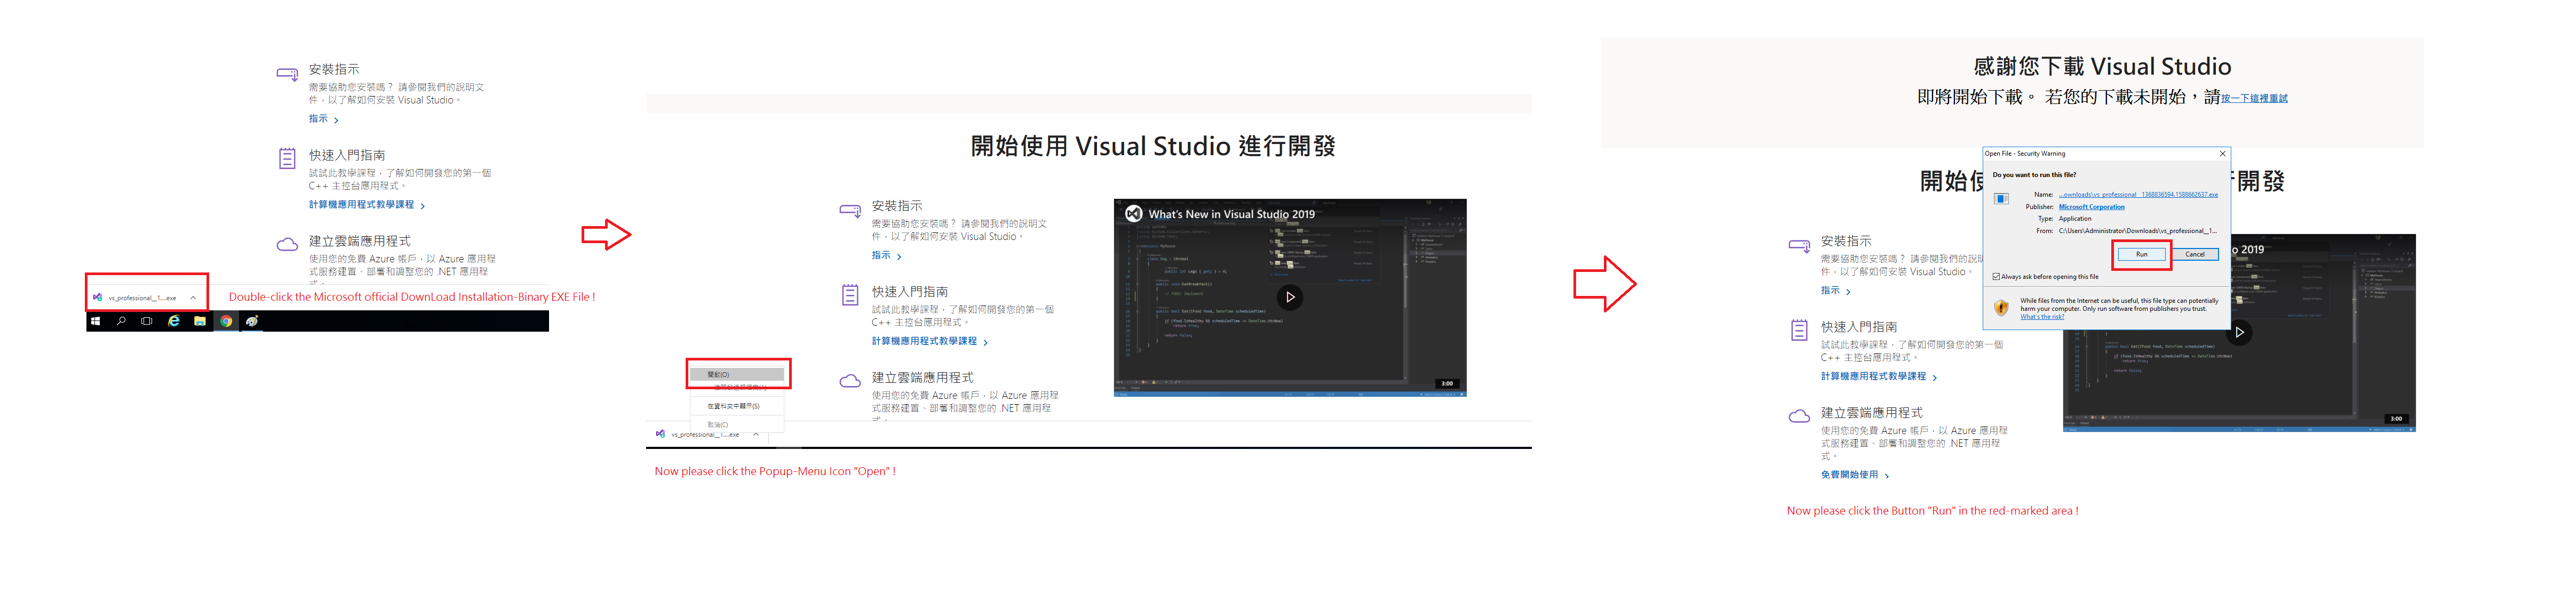 安裝指示
需要協助您安裝嗎？ 請參閱我們的說明文
件，以了解如何安裝 Visual Studio。
指示
快速入門指南
試試此教學課程，了解如何開發您的第一個
C++ 主控台應用程式。
計算機應用程式教學課程
建立雲端應用程式
使用您的免費 Azure 帳戶，以 Azure 應用程
式服務建置、部署和調整您的 .NET 應用程
vs_professional__1....exe
Double-click the Microsoft official DownLoad Installation-Binary EXE File !
開始使用 Visual Studio 進行開發
安裝指示
需要協助您安裝嗎？ 請參閱我們的說明文
件，以了解如何安裝 Visual Studio。
指示
快速入門指南
試試此教學課程，了解如何開發您的第一個
C++ 主控台應用程式。
計算機應用程式教學課程
建立雲端應用程式
使用您的免費 Azure 帳戶，以 Azure 應用程
式服務建置、部署和調整您的 .NET 應用程
What's New in Visual Studio 2019
3:00
開啟(O)
在資料夾中顯示(S)
取消(C)
vs_professional__1....exe
Now please click the Popup-Menu Icon "Open" !
感謝您下載 Visual Studio
即將開始下載。 若您的下載未開始，請按一下這裡重試
開始使
開發
Open File - Security Warning
Do you want to run this file?
Name: ...ownloads\vs_professional__1368836594.1588662637.exe
Publisher: Microsoft Corporation
Type: Application
From: C:\Users\Administrator\Downloads\vs_professional__1...
Run
Cancel
Always ask before opening this file
While files from the Internet can be useful, this file type can potentially
harm your computer. Only run software from publishers you trust.
What's the risk?
安裝指示
需要協助您安裝嗎？ 請參閱我們的說
件，以了解如何安裝 Visual Studio。
指示
快速入門指南
試試此教學課程，了解如何開發您的第一個
C++ 主控台應用程式。
計算機應用程式教學課程
建立雲端應用程式
使用您的免費 Azure 帳戶，以 Azure 應用程
式服務建置、部署和調整您的 .NET 應用程
式。
免費開始使用
2019
3:00
Now please click the Button "Run" in the red-marked area !